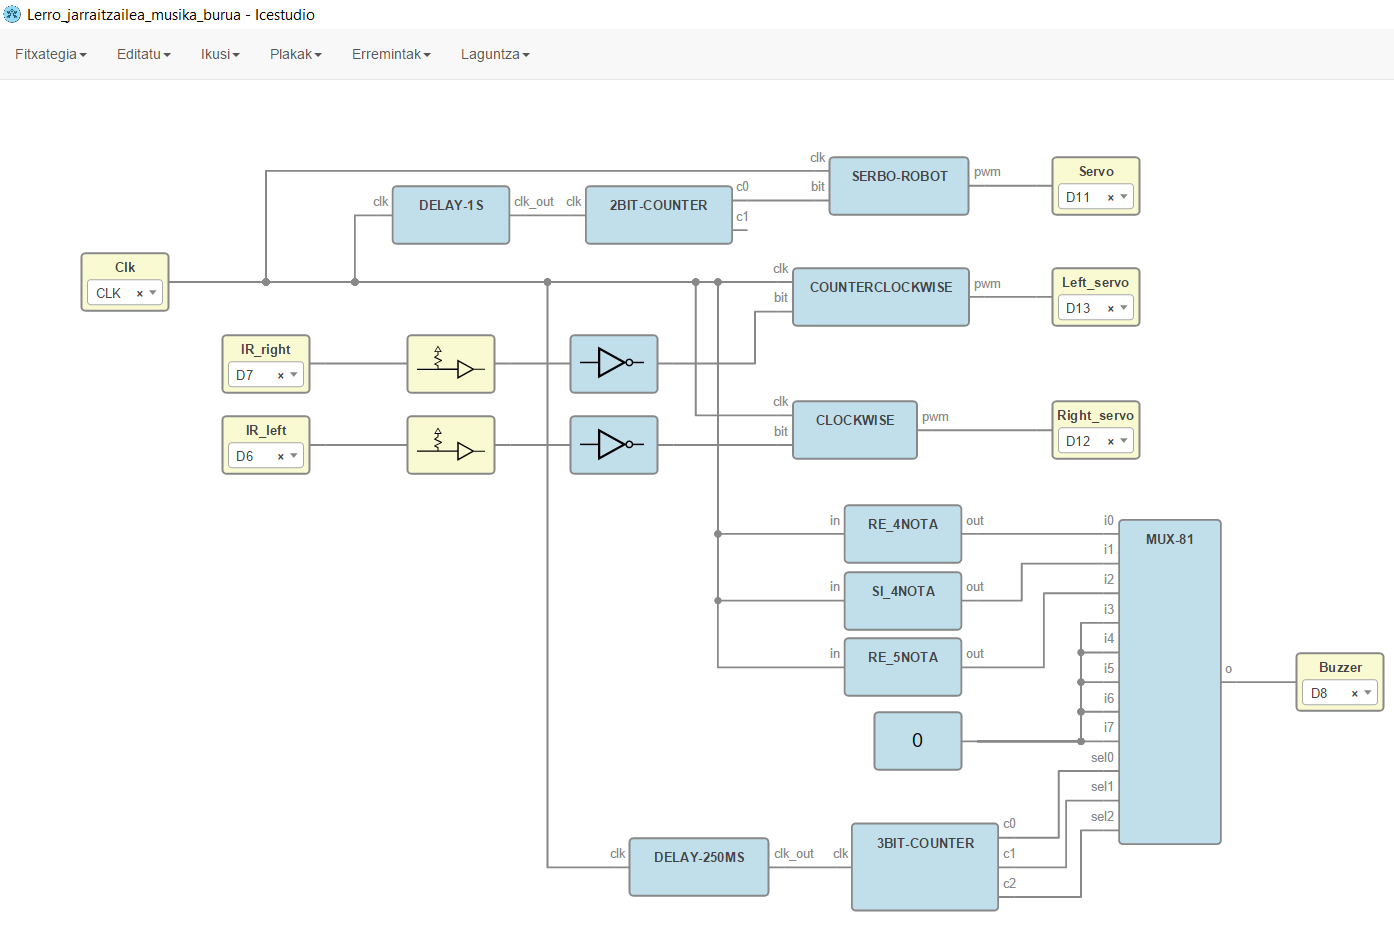 Lerro_jarraitzailea_musika_burua - Icestudio
Fitxategia Editatu Ikusi Plakak Erremintak Laguntza
clk
SERBO-ROBOT
pwm
Servo
D11 ×
bit
clk
DELAY-1S
clk_out
clk
2BIT-COUNTER
c0
c1
Clk
CLK ×
clk
COUNTERCLOCKWISE
pwm
Left_servo
D13 ×
bit
IR_right
D7 ×
clk
CLOCKWISE
pwm
Right_servo
D12 ×
bit
IR_left
D6 ×
in
RE_4NOTA
out
in
SI_4NOTA
out
in
RE_5NOTA
out
0
i0
i1
i2
i3
i4
i5
i6
i7
sel0
sel1
sel2
MUX-81
o
Buzzer
D8 ×
clk
DELAY-250MS
clk_out
clk
3BIT-COUNTER
c0
c1
c2